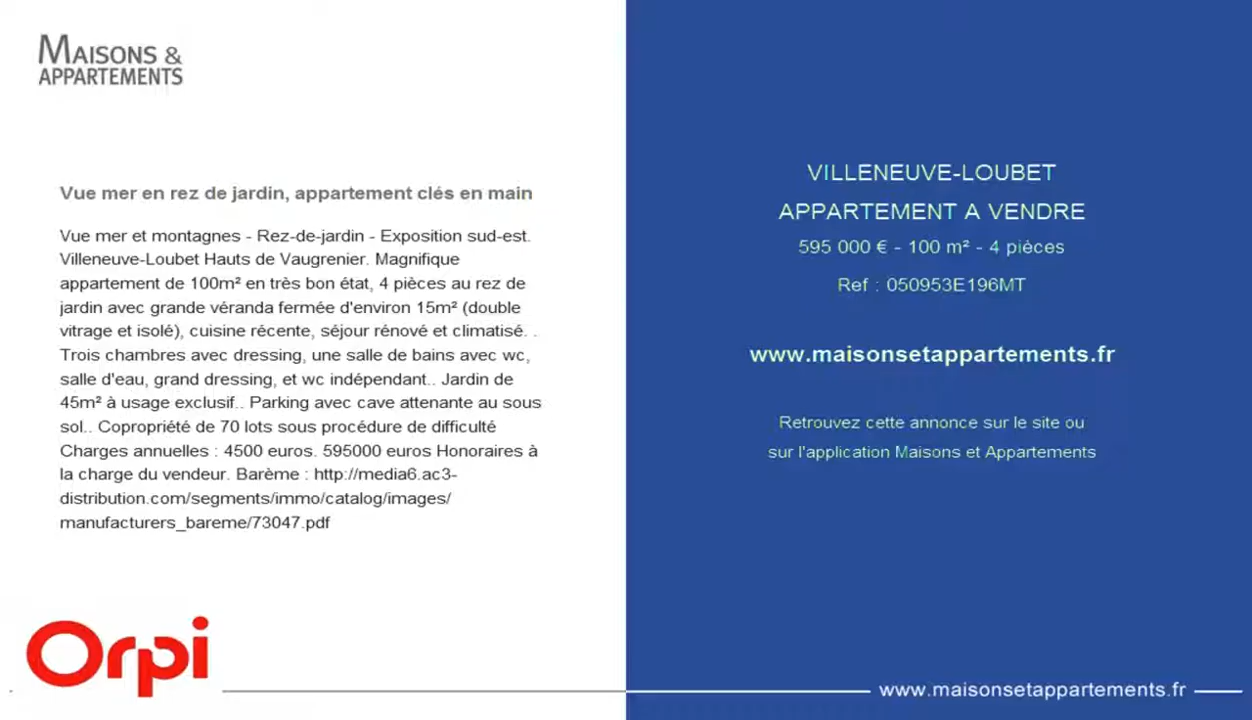 MAISONS &
APPARTEMENTS
Vue mer en rez de jardin, appartement clés en main
Vue mer et montagnes - Rez-de-jardin - Exposition sud-est.
Villeneuve-Loubet Hauts de Vaugrenier. Magnifique
appartement de 100m² en très bon état, 4 pièces au rez de
jardin avec grande véranda fermée d'environ 15m² (double
vitrage et isolé), cuisine récente, séjour rénové et climatisé. .
Trois chambres avec dressing, une salle de bains avec wc,
salle d'eau, grand dressing, et wc indépendant.. Jardin de
45m² à usage exclusif.. Parking avec cave attenante au sous
sol.. Copropriété de 70 lots sous procédure de difficulté
Charges annuelles : 4500 euros. 595000 euros Honoraires à
la charge du vendeur. Barème : http://media6.ac3-
distribution.com/segments/immo/catalog/images/
manufacturers_bareme/73047.pdf
Orpi
VILLENEUVE-LOUBET
APPARTEMENT A VENDRE
595 000 € - 100 m² - 4 pièces
Ref : 050953E196MT
www.maisonsetappartements.fr
Retrouvez cette annonce sur le site ou
sur l'application Maisons et Appartements
www.maisonsetappartements.fr